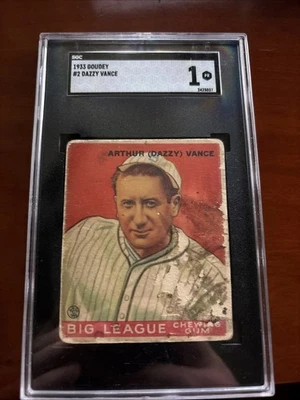 SGC
1933 GOUDEY
#2 DAZZY VANCE
1 PR
ARTHUR (DAZZY) VANCE
BIG LEAGUE CHEWING GUM